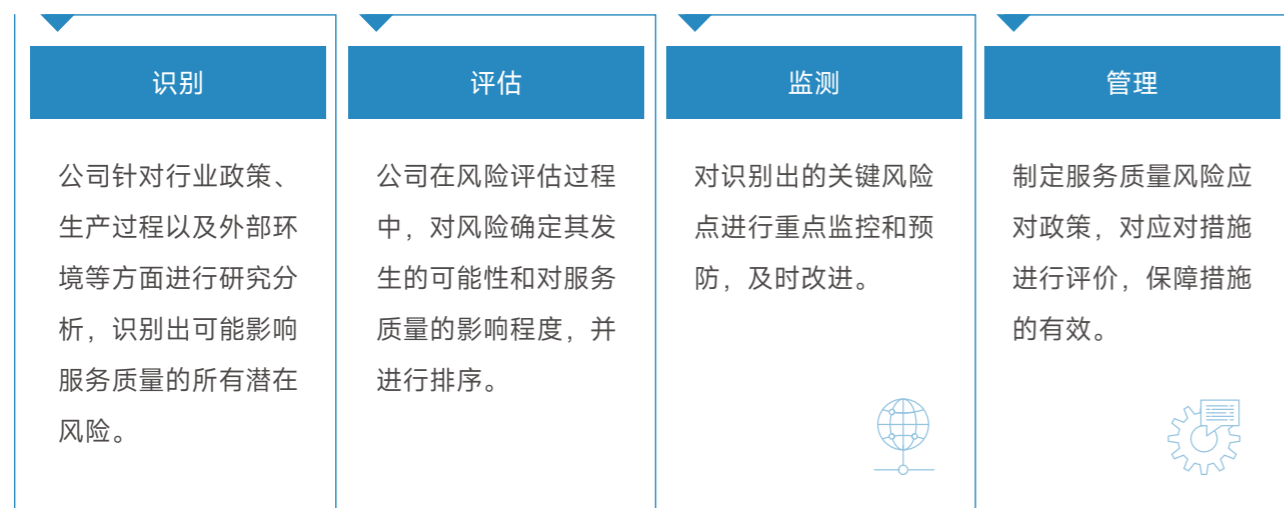 识别
公司针对行业政策、
生产过程以及外部环
境等方面进行研究分
析，识别出可能影响
服务质量的所有潜在
风险。
评估
公司在风险评估过程
中，对风险确定其发
生的可能性和对服务
质量的影响程度，并
进行排序。
监测
对识别出的关键风险
点进行重点监控和预
防，及时改进。
管理
制定服务质量风险应
对政策，对应对措施
进行评价，保障措施
的有效。